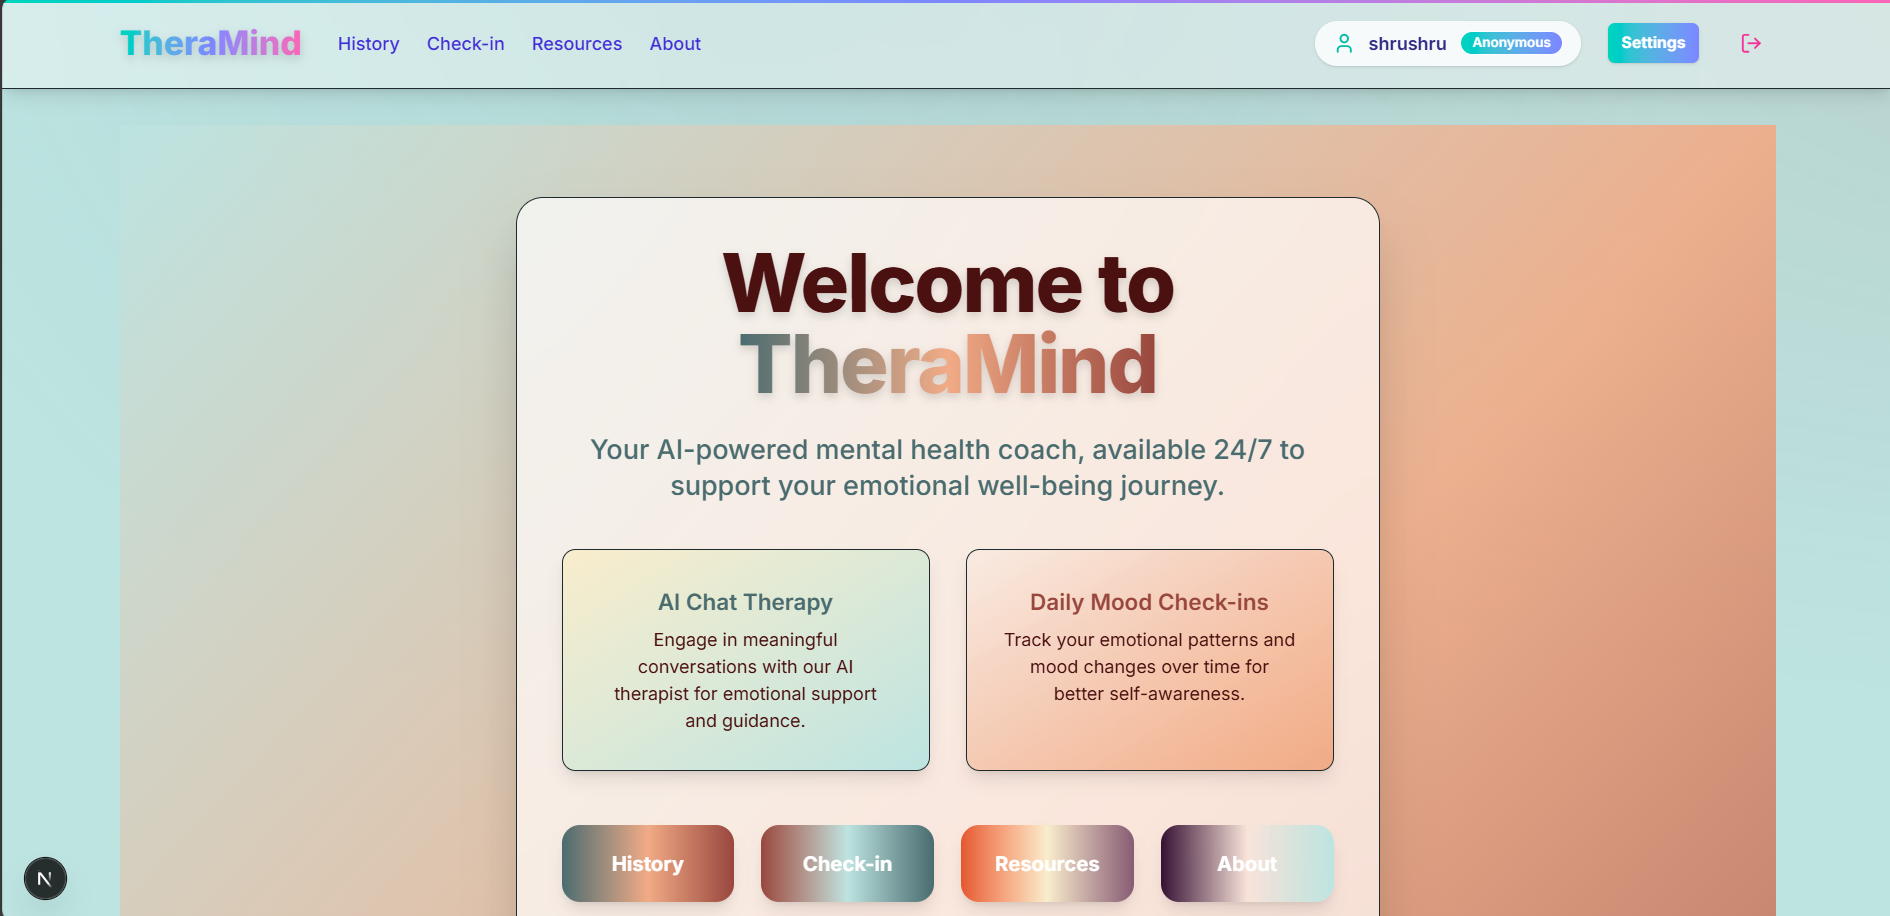 TheraMind History Check-in Resources About shrushru Anonymous Settings
Welcome to
TheraMind
Your AI-powered mental health coach, available 24/7 to
support your emotional well-being journey.
AI Chat Therapy
Engage in meaningful
conversations with our AI
therapist for emotional support
and guidance.
Daily Mood Check-ins
Track your emotional patterns and
mood changes over time for
better self-awareness.
History Check-in Resources About
N